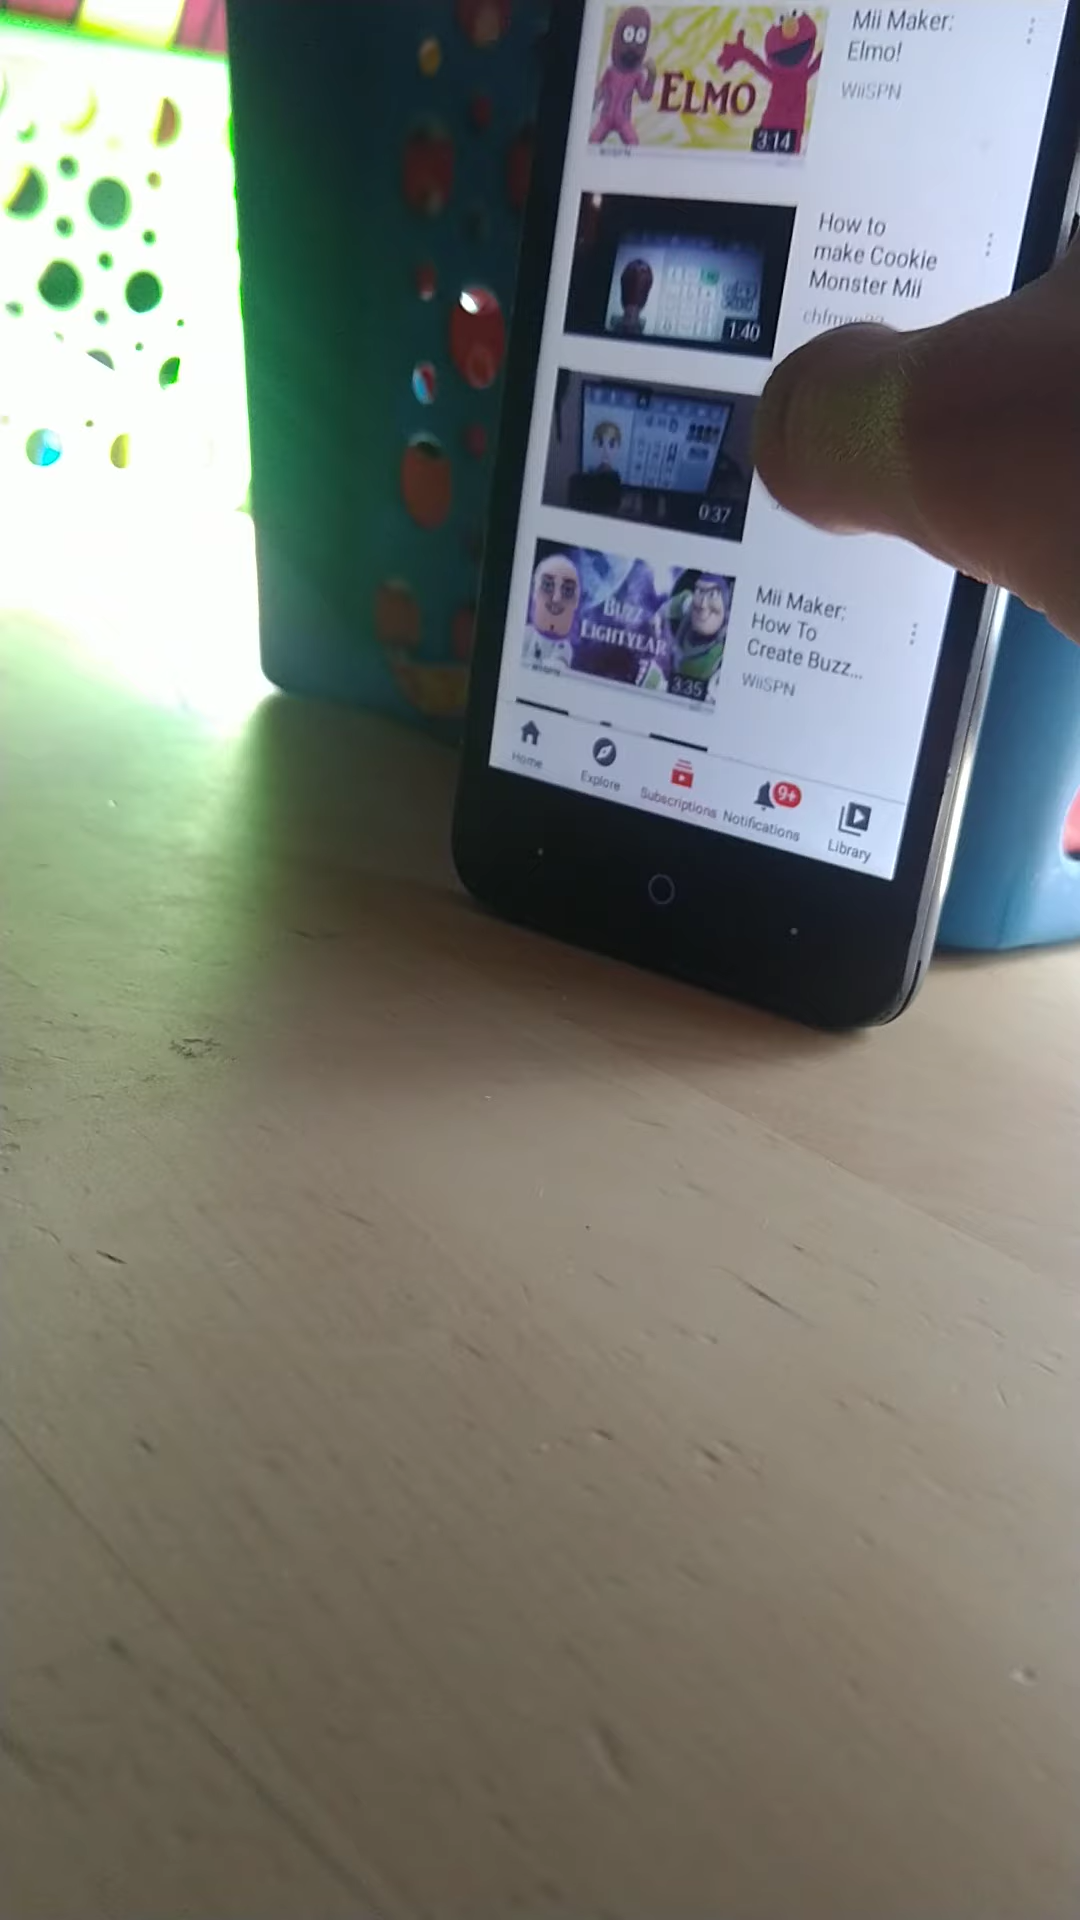 Mii Maker:
Elmo!
WiiSPN
ELMO
3:14
How to
make Cookie
Monster Mii
1:40
0:37
BUZZ
LIGHTYEAR
3:35
Mii Maker:
How To
Create Buzz...
WiiSPN
Home
Explore
Subscriptions
9+
Notifications
Library